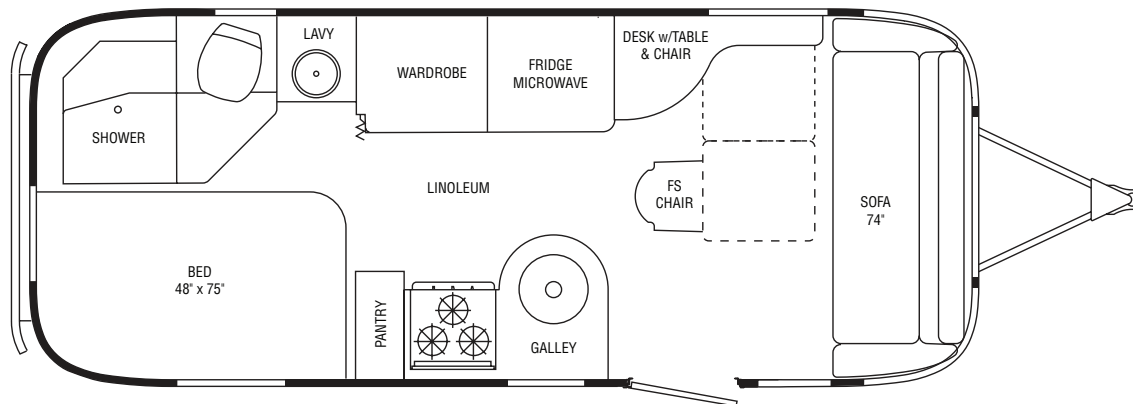 LAVY
WARDROBE
FRIDGE
MICROWAVE
DESK w/TABLE
& CHAIR
SHOWER
LINOLEUM
FS
CHAIR
SOFA
74"
BED
48" x 75"
PANTRY
GALLEY